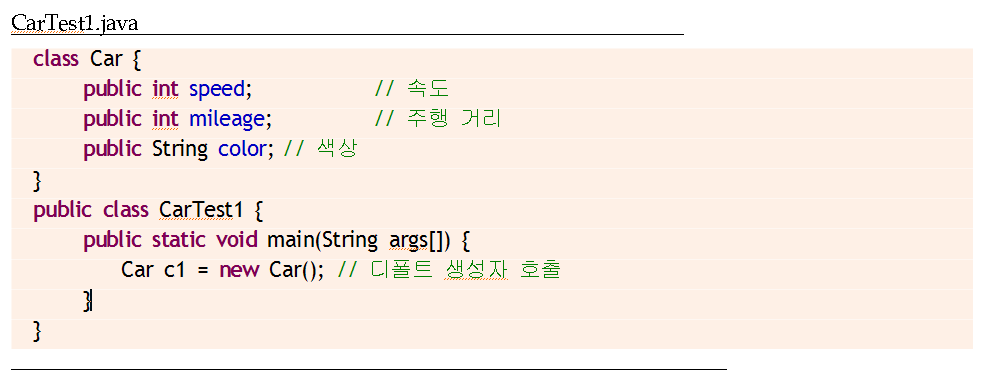 CarTest1.java
class Car {
public int speed; // 속도
public int mileage; // 주행 거리
public String color; // 색상
}
public class CarTest1 {
public static void main(String args[]) {
Car c1 = new Car(); // 디폴트 생성자 호출
}
}